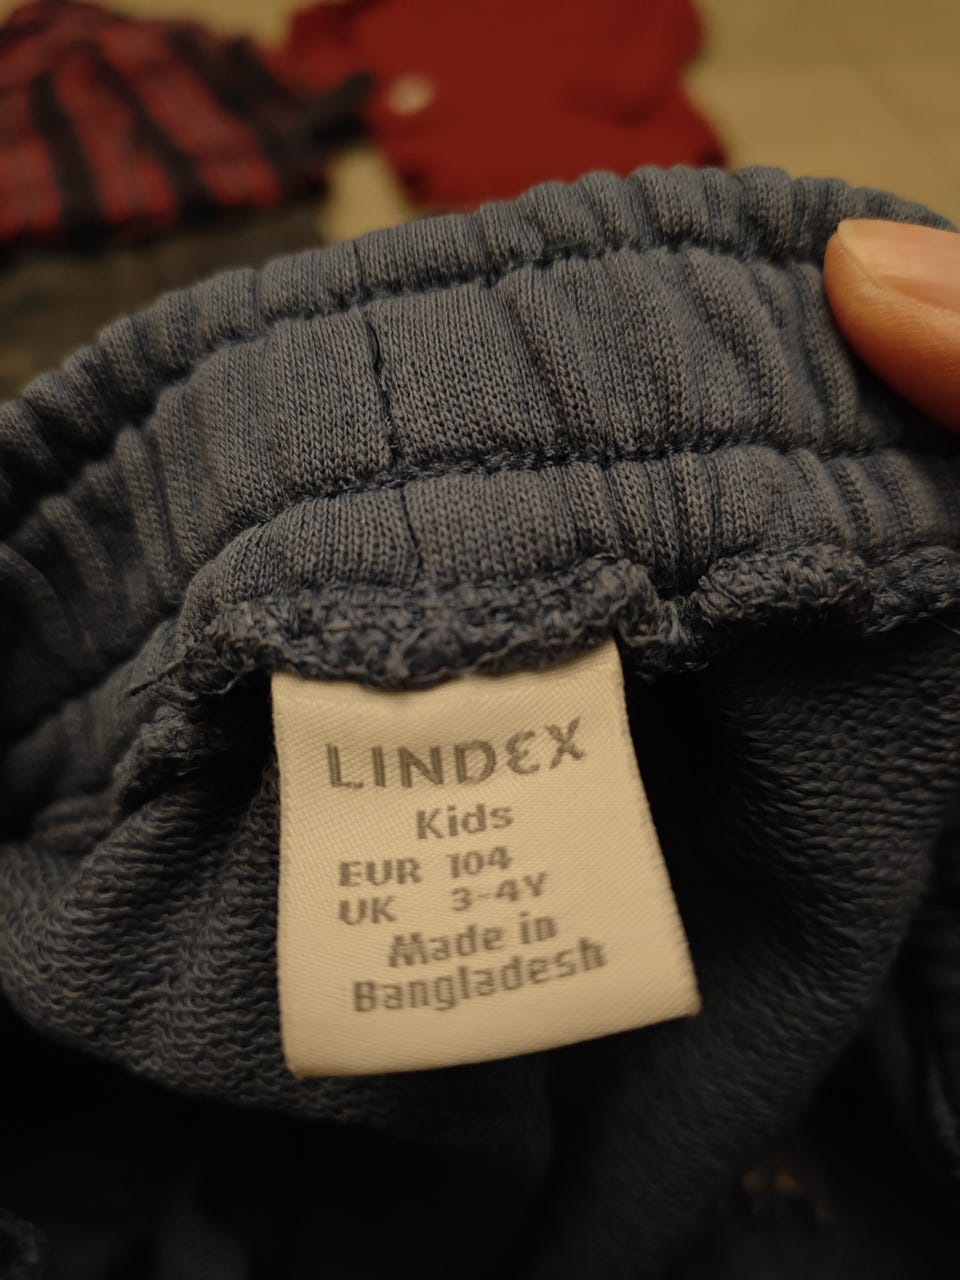 LINDEX
Kids
EUR 104
UK 3-4Y
Made in
Bangladesh